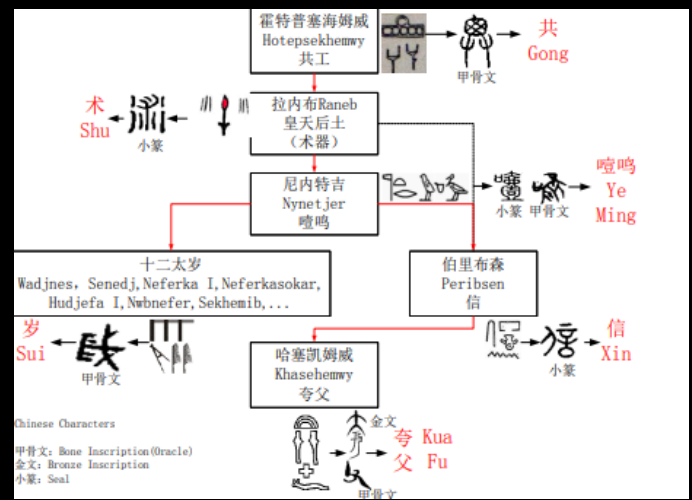 霍特普塞海姆威
Hotepsekhemwy
共工
甲骨文
共
Gong
术
Shu
小篆
拉内布Raneb
皇天后土
（术器）
尼内特吉
Nynetjer
噎鸣
小篆 甲骨文
噎鸣
Ye
Ming
十二太岁
Wadjnes, Senedj,Neferka I,Neferkasokar,
Hudjefa I,Nwbnefer,Sekhemib,...
伯里布森
Peribsen
信
岁
Sui
甲骨文
哈塞凯姆威
Khasehemwy
夸父
小篆
信
Xin
Chinese Characters
甲骨文: Bone Inscription(Oracle)
金文: Bronze Inscription
小篆: Seal
金文
甲骨文
夸 Kua
父 Fu